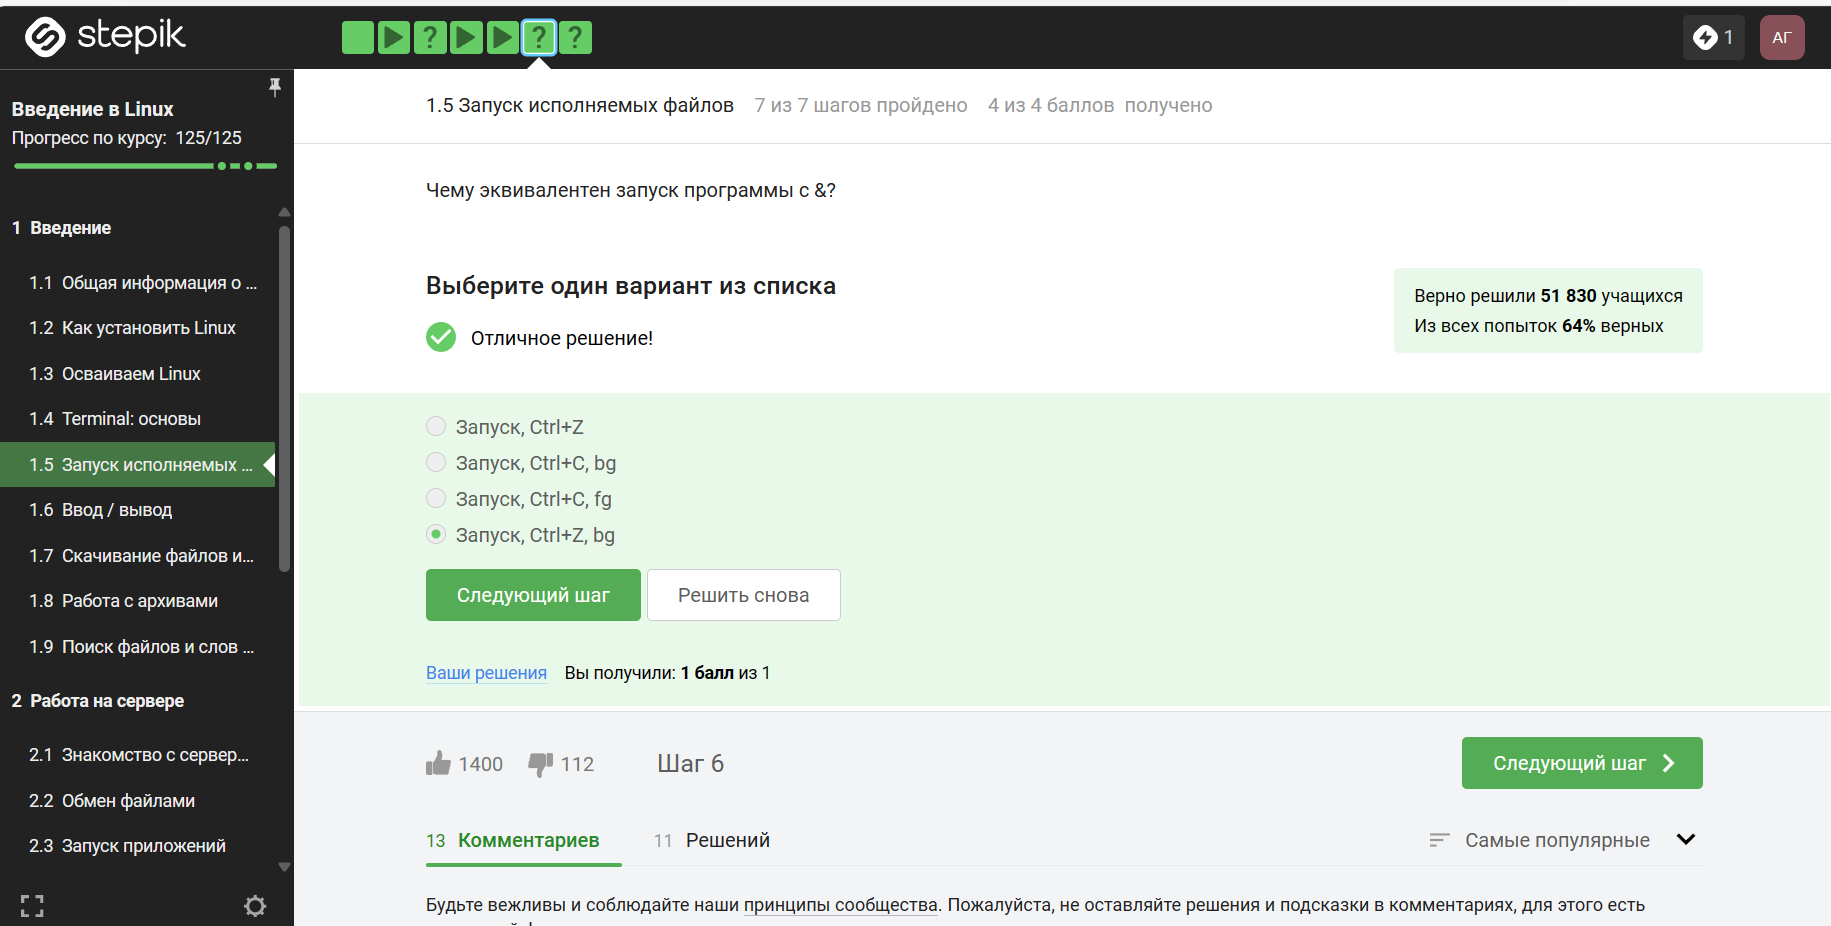 stepik
?
?
?
1
АГ
Введение в Linux
Прогресс по курсу: 125/125
1 Введение
1.1 Общая информация о ...
1.2 Как установить Linux
1.3 Осваиваем Linux
1.4 Terminal: основы
1.5 Запуск исполняемых ...
1.6 Ввод / вывод
1.7 Скачивание файлов и...
1.8 Работа с архивами
1.9 Поиск файлов и слов ...
2 Работа на сервере
2.1 Знакомство с сервер...
2.2 Обмен файлами
2.3 Запуск приложений
1.5 Запуск исполняемых файлов 7 из 7 шагов пройдено 4 из 4 баллов получено
Чему эквивалентен запуск программы с &?
Выберите один вариант из списка
Отличное решение!
Верно решили 51 830 учащихся
Из всех попыток 64% верных
Запуск, Ctrl+Z
Запуск, Ctrl+C, bg
Запуск, Ctrl+C, fg
Запуск, Ctrl+Z, bg
Следующий шаг
Решить снова
Ваши решения Вы получили: 1 балл из 1
1400 112 Шаг 6
Следующий шаг
13 Комментариев 11 Решений
Самые популярные
Будьте вежливы и соблюдайте наши принципы сообщества. Пожалуйста, не оставляйте решения и подсказки в комментариях, для этого есть